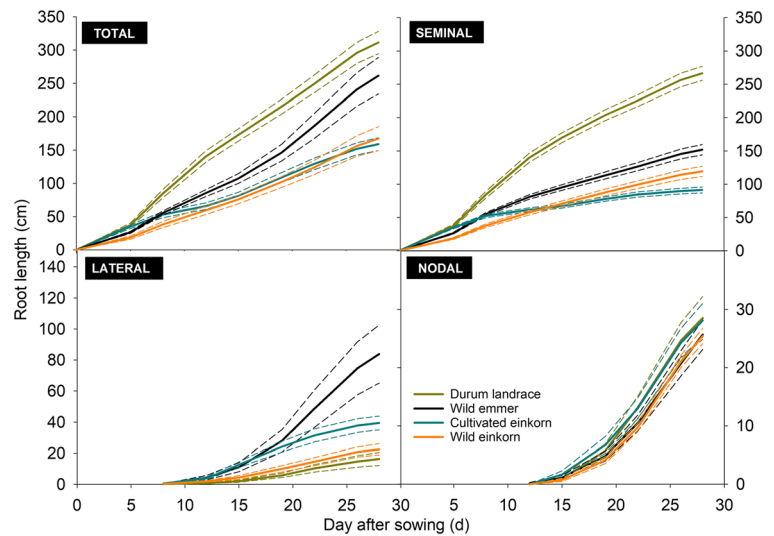 TOTAL
SEMINAL
350
300
250
200
150
100
50
0
350
300
250
200
150
100
50
0
Root length (cm)
LATERAL
NODAL
140
120
100
80
60
40
20
0
30
20
10
0
Durum landrace
Wild emmer
Cultivated einkorn
Wild einkorn
0 5 10 15 20 25 30 5 10 15 20 25 30
Day after sowing (d)